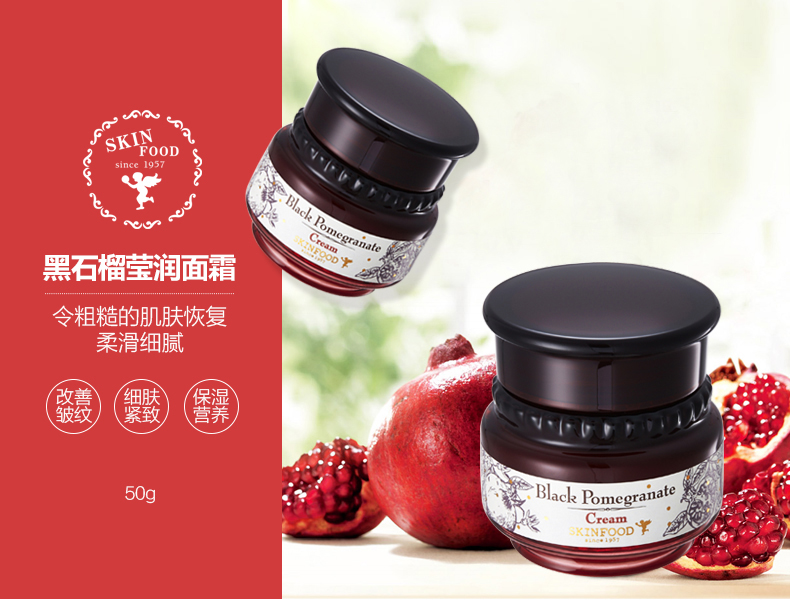 SKIN
FOOD
since 1957
黑石榴莹润面霜
令粗糙的肌肤恢复
柔滑细腻
改善
皱纹
细肤
紧致
保湿
营养
50g
Black Pomegranate
Cream
SKINFOOD
since 1957
Black Pomegranate
Cream
SKINFOOD
since 1957